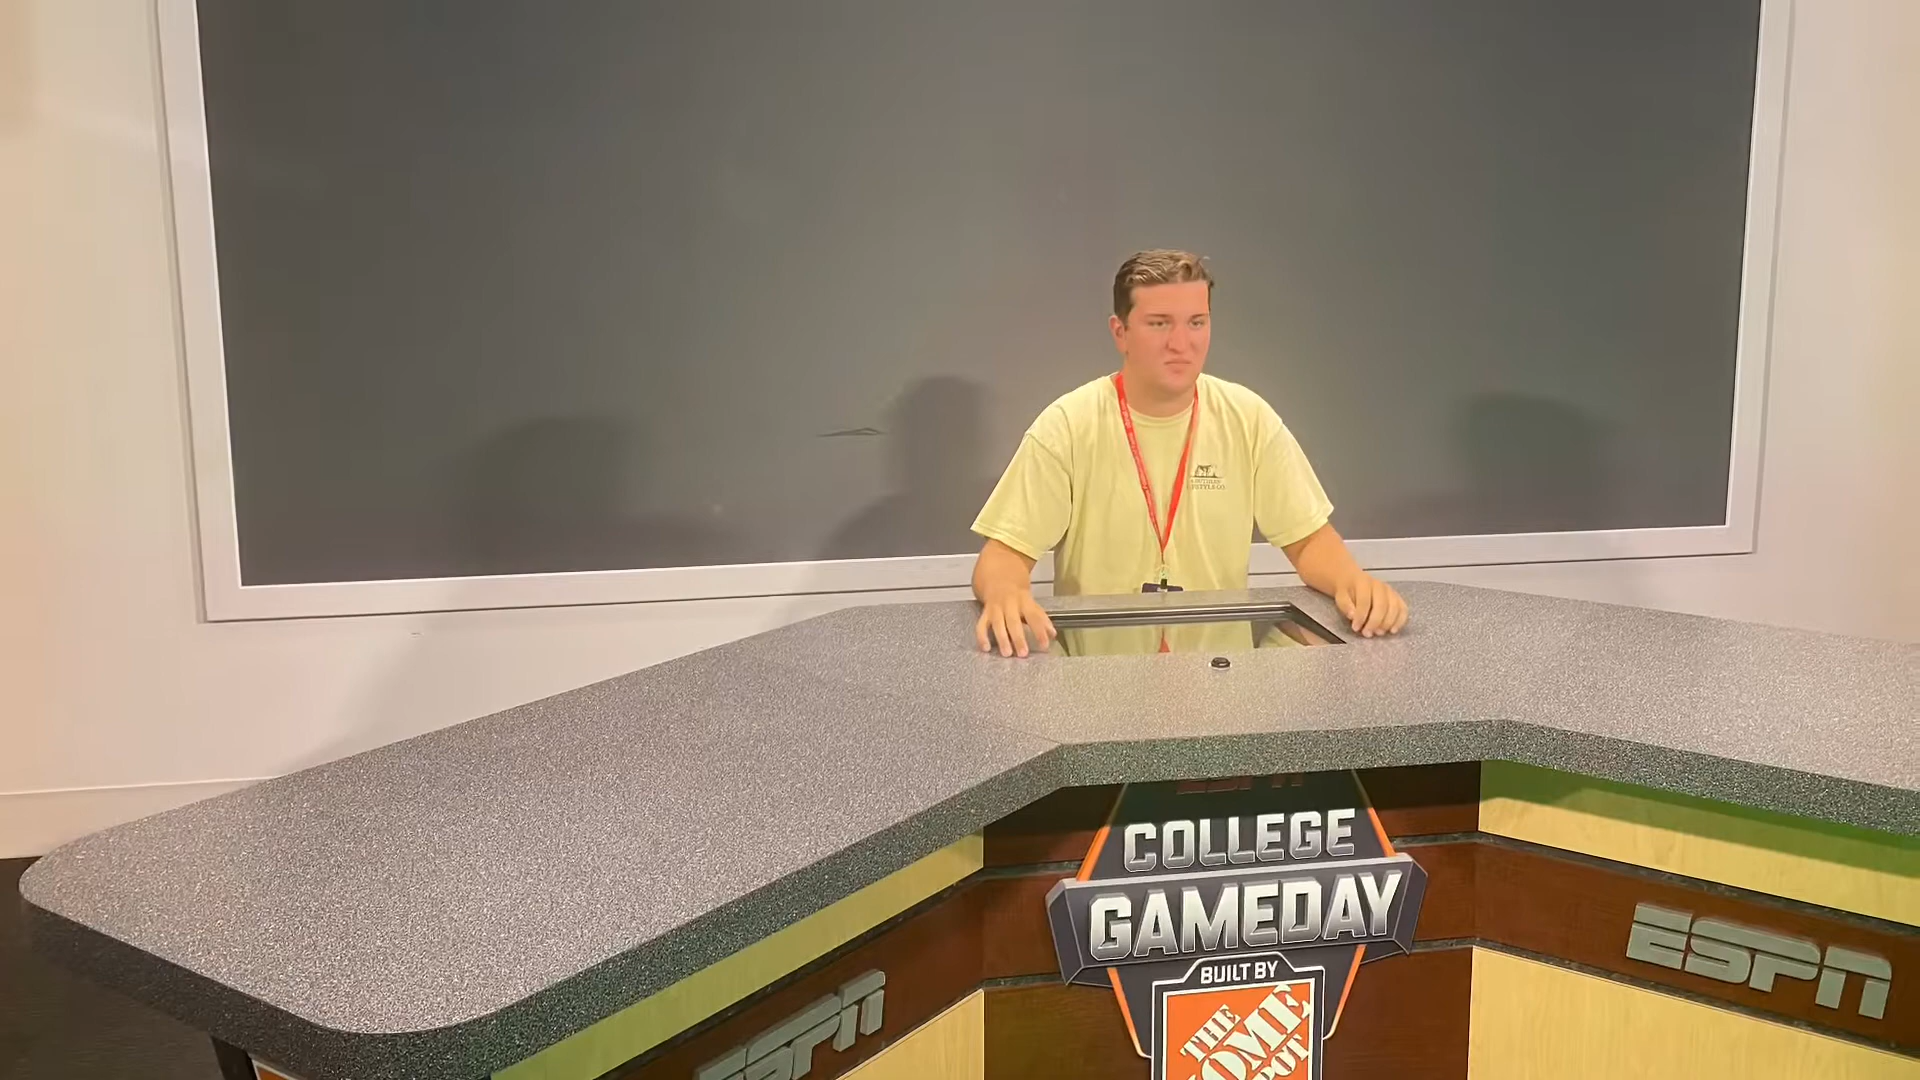 COLLEGE
GAMEDAY
BUILT BY
THE
HOME
DEPOT
ESPN
ESPN